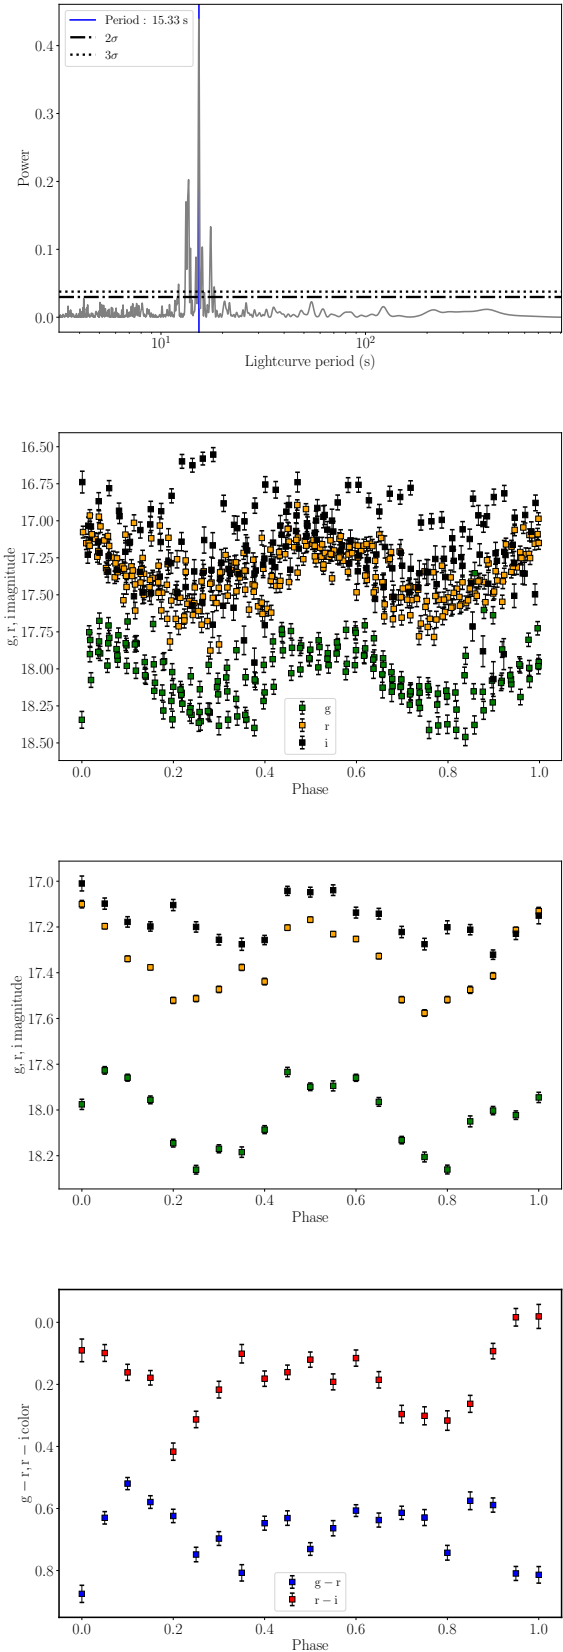 Period : 15.33 s
2σ
3σ
0.4
0.3
0.2
0.1
0.0
Power
10¹
10²
Lightcurve period (s)
16.50
16.75
17.00
17.25
17.50
17.75
18.00
18.25
18.50
g, r, i magnitude
g
r
i
0.0 0.2 0.4 0.6 0.8 1.0
Phase
17.0
17.2
17.4
17.6
17.8
18.0
18.2
g, r, i magnitude
0.0 0.2 0.4 0.6 0.8 1.0
Phase
0.0
0.2
0.4
0.6
0.8
g − r, r − i color
g − r
r − i
0.0 0.2 0.4 0.6 0.8 1.0
Phase